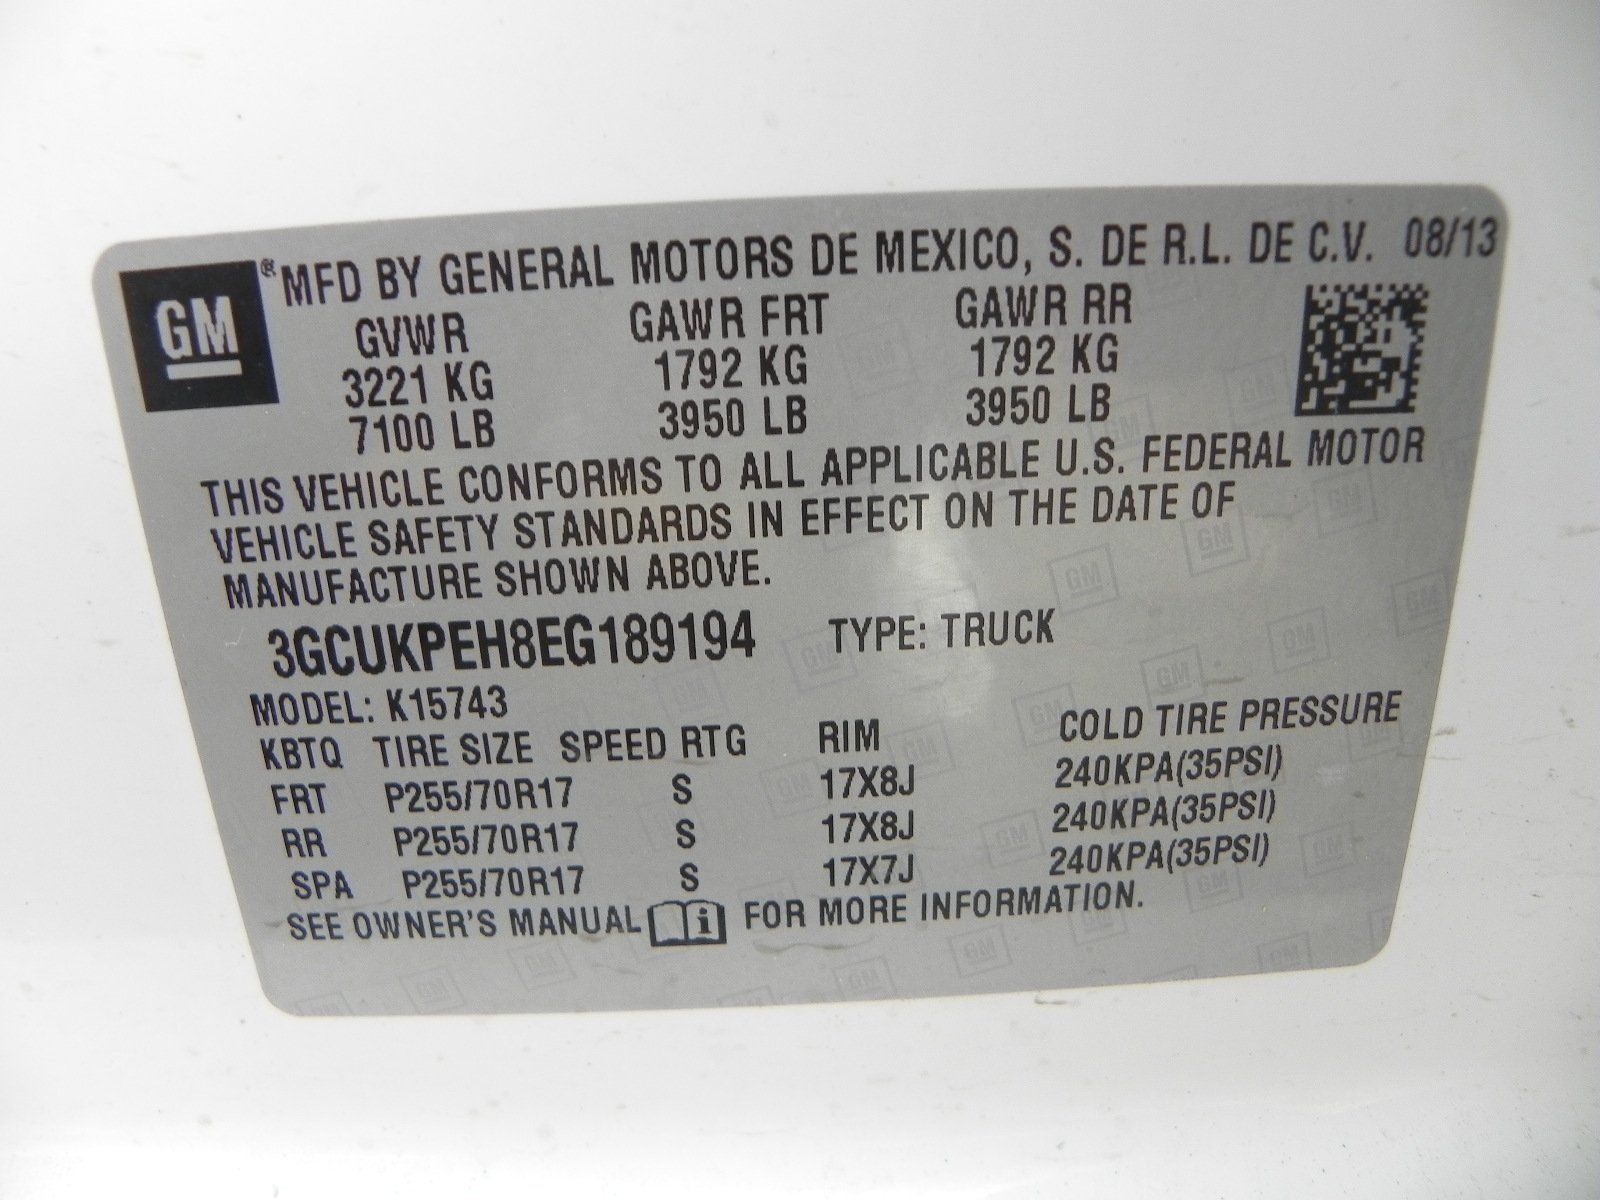 GM ® MFD BY GENERAL MOTORS DE MEXICO, S. DE R.L. DE C.V. 08/13
GVWR GAWR FRT GAWR RR
3221 KG 1792 KG 1792 KG
7100 LB 3950 LB 3950 LB
THIS VEHICLE CONFORMS TO ALL APPLICABLE U.S. FEDERAL MOTOR
VEHICLE SAFETY STANDARDS IN EFFECT ON THE DATE OF
MANUFACTURE SHOWN ABOVE.
3GCUKPEH8EG189194 TYPE: TRUCK
MODEL: K15743
KBTQ TIRE SIZE SPEED RTG RIM COLD TIRE PRESSURE
FRT P255/70R17 S 17X8J 240KPA(35PSI)
RR P255/70R17 S 17X8J 240KPA(35PSI)
SPA P255/70R17 S 17X7J 240KPA(35PSI)
SEE OWNER'S MANUAL i FOR MORE INFORMATION.